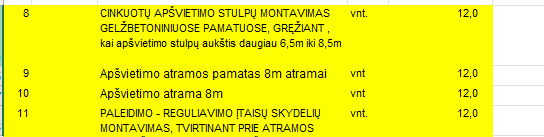 8 CINKUOTŲ APŠVIETIMO STULPŲ MONTAVIMAS vnt. 12,0
GELŽBETONINIUOSE PAMATUOSE, GRĘŽIANT ,
kai apšvietimo stulpų aukštis daugiau 6,5m iki 8,5m
9 Apšvietimo atramos pamatas 8m atramai vnt 12,0
10 Apšvietimo atrama 8m vnt 12,0
11 PALEIDIMO - REGULIAVIMO ĮTAISŲ SKYDELIŲ vnt. 12,0
MONTAVIMAS, TVIRTINANT PRIE ATRAMOS